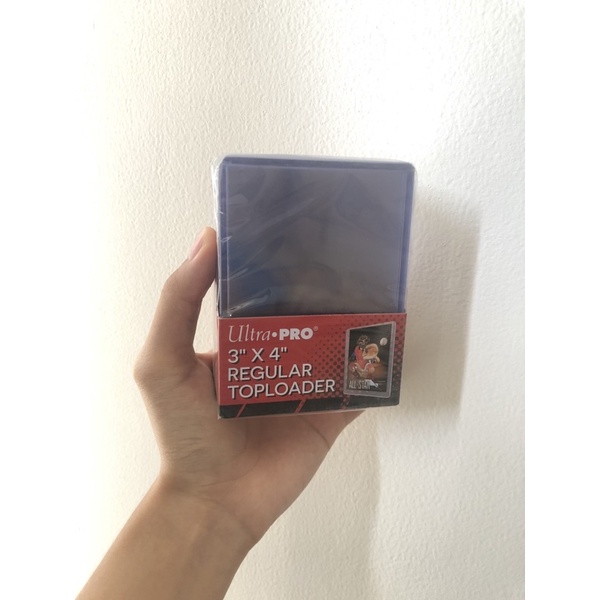 Ultra•PRO®
3" X 4"
REGULAR
TOPLOADER
ALL-STAR